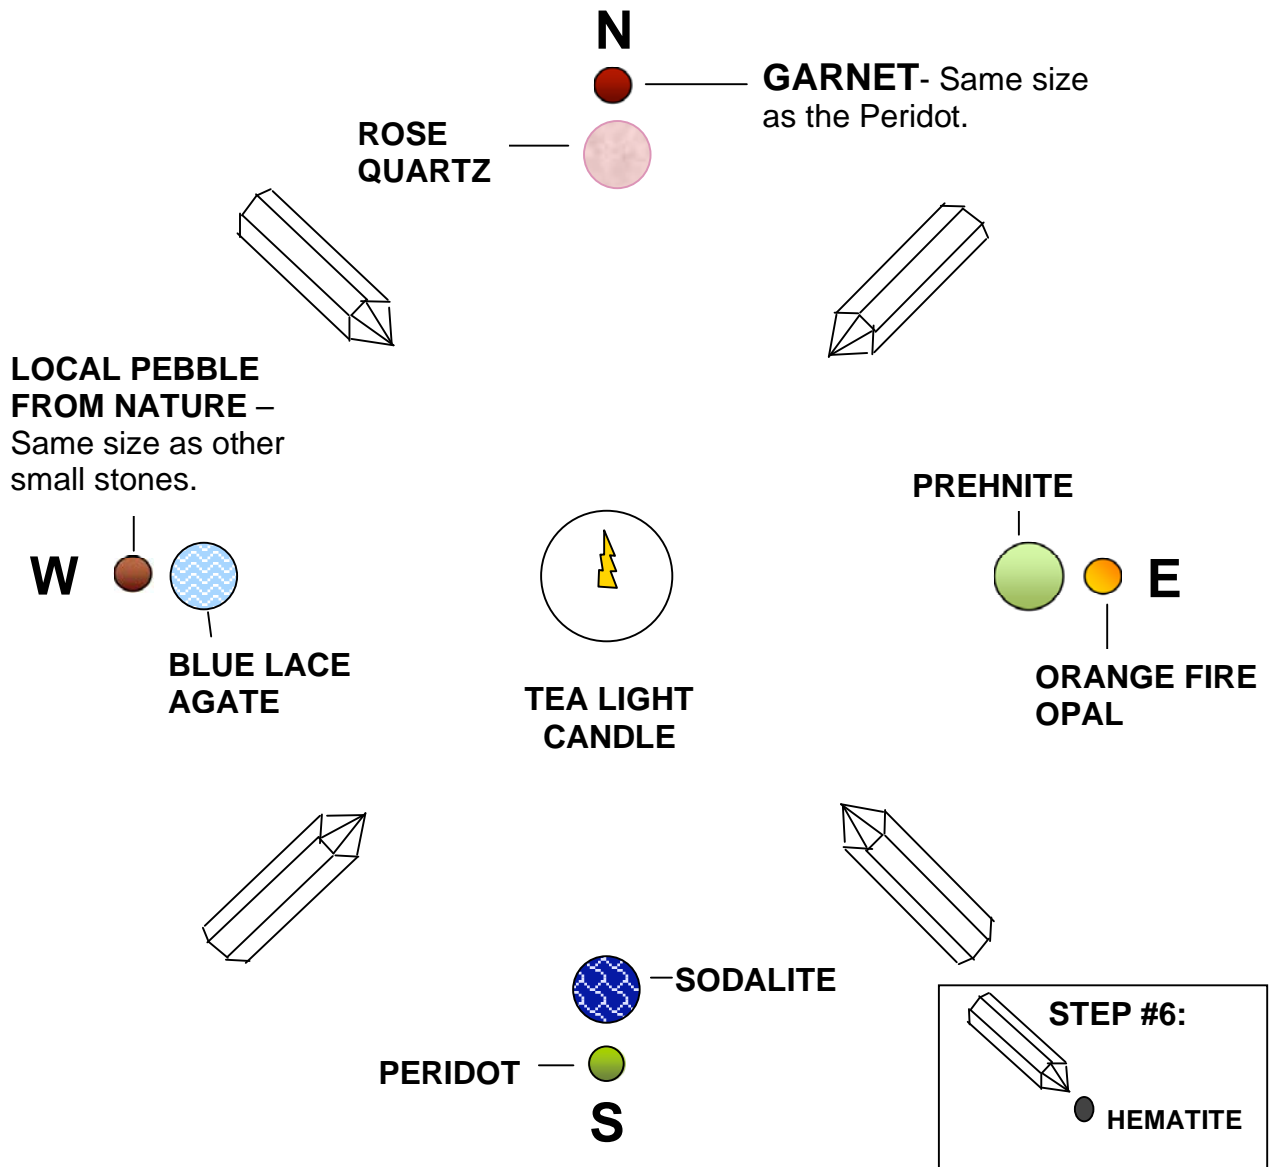 N
GARNET- Same size
as the Peridot.
ROSE
QUARTZ
LOCAL PEBBLE
FROM NATURE –
Same size as other
small stones.
PREHNITE
W
E
BLUE LACE
AGATE
TEA LIGHT
CANDLE
ORANGE FIRE
OPAL
SODALITE
PERIDOT
S
STEP #6:
HEMATITE